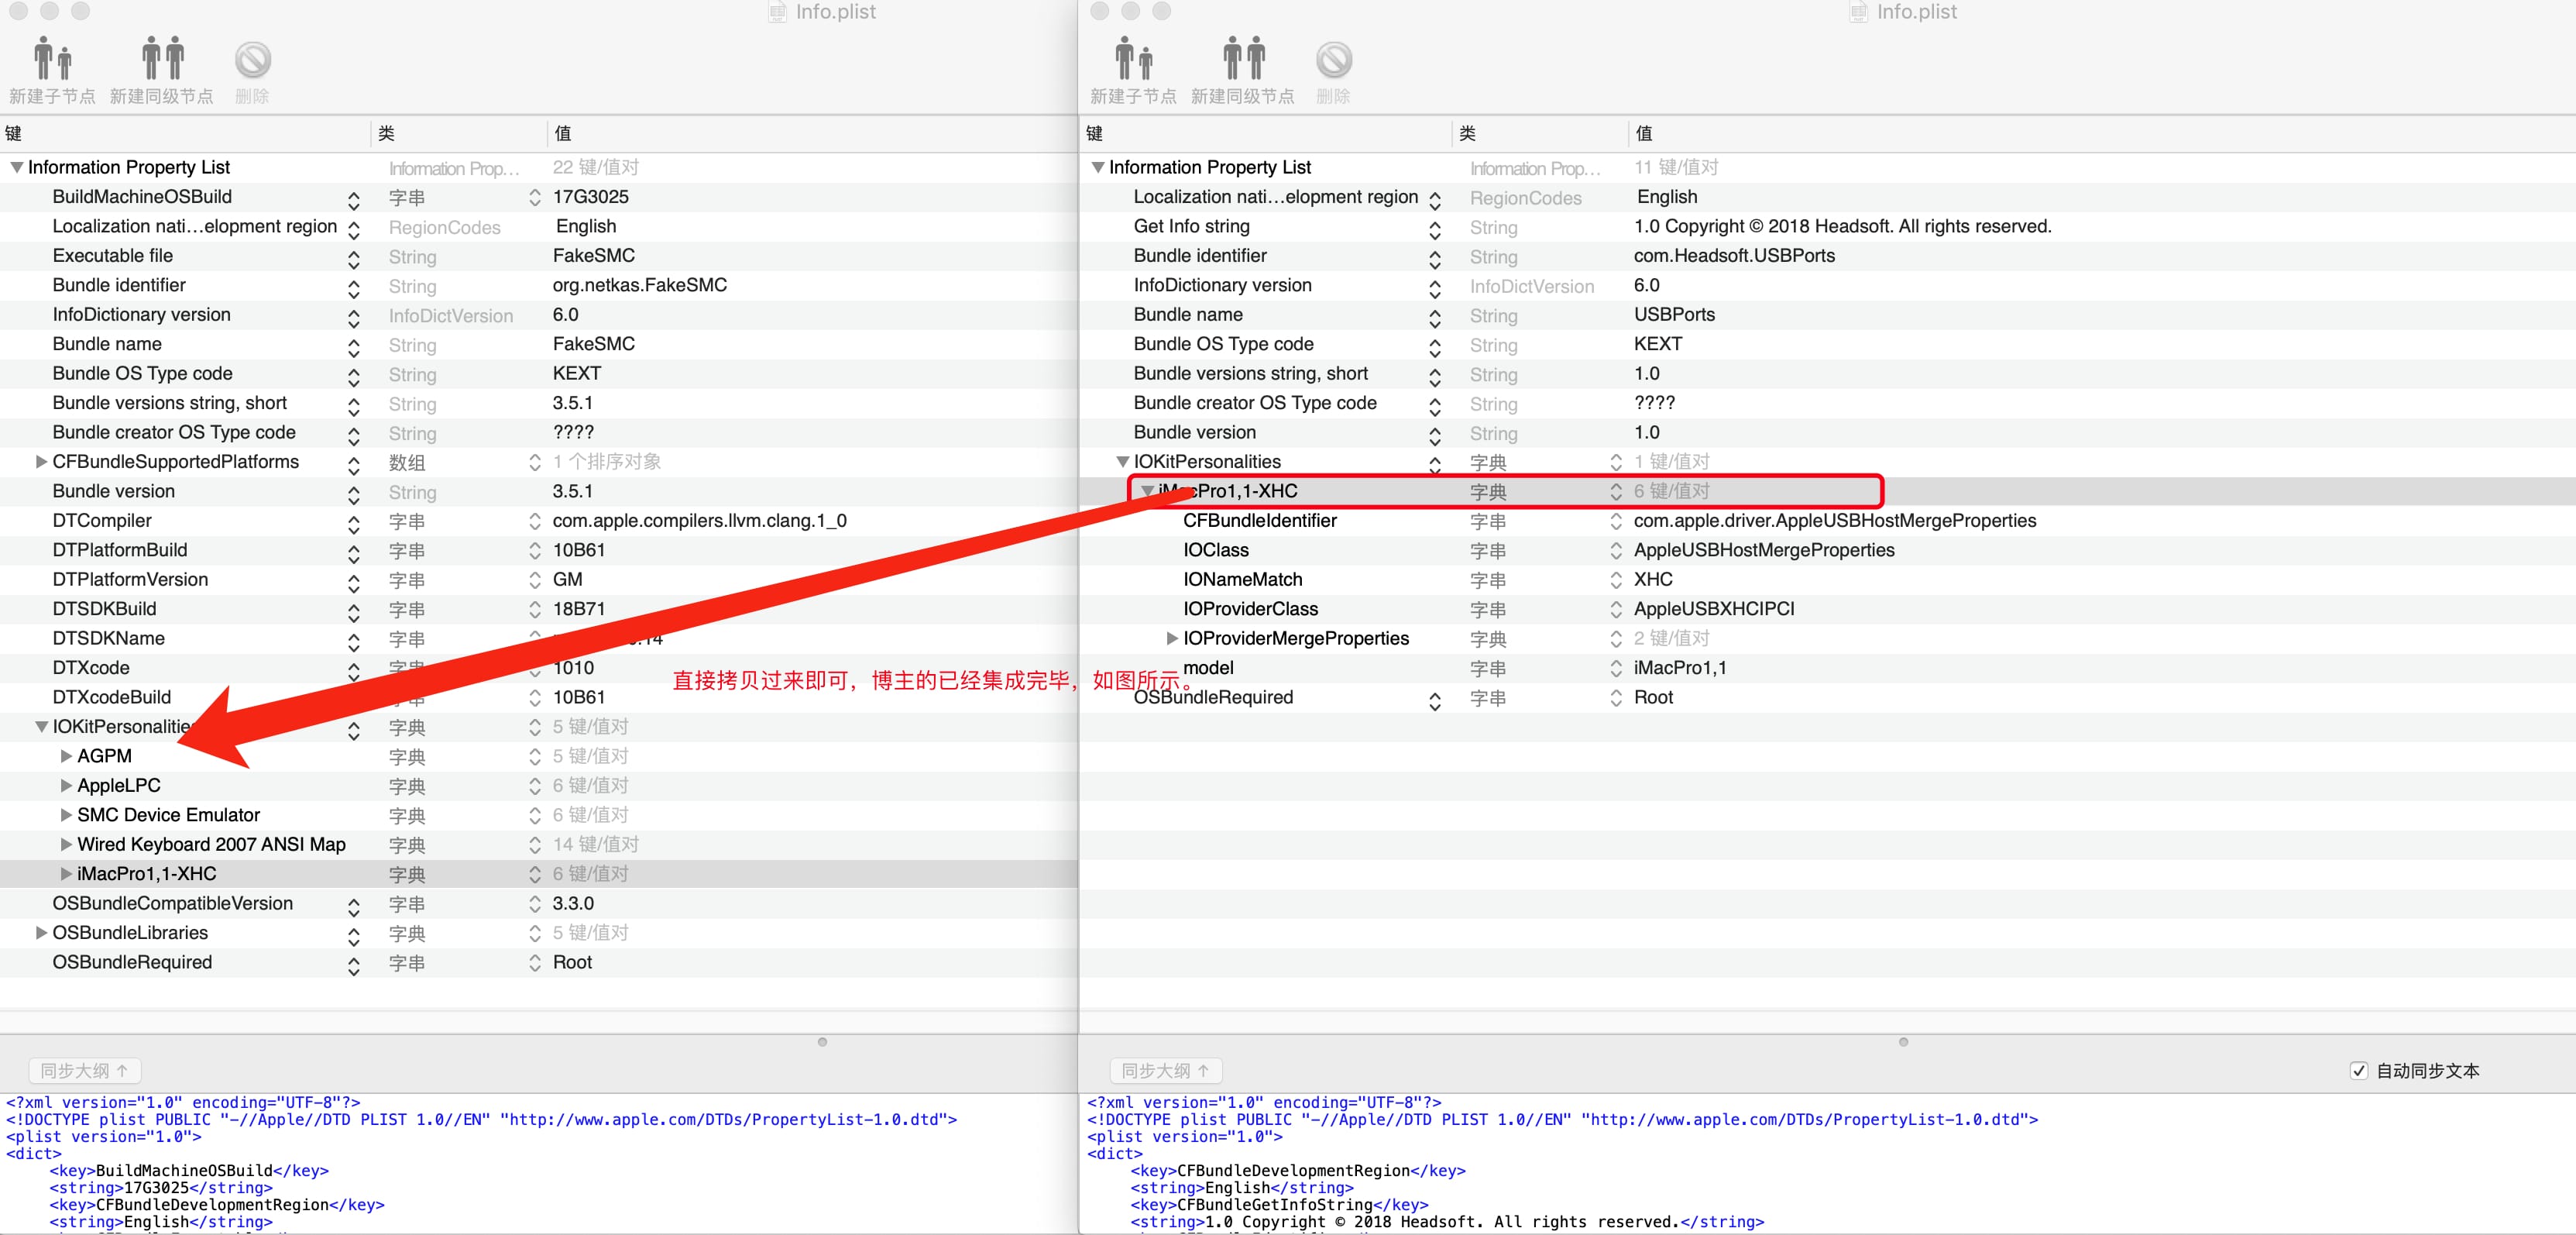 Info.plist
新建子节点 新建同级节点 删除
键 类 值
Information Property List Information Prop... 22 键/值对
BuildMachineOSBuild 字串 17G3025
Localization nati...elopment region RegionCodes English
Executable file String FakeSMC
Bundle identifier String org.netkas.FakeSMC
InfoDictionary version InfoDictVersion 6.0
Bundle name String FakeSMC
Bundle OS Type code String KEXT
Bundle versions string, short String 3.5.1
Bundle creator OS Type code String ????
CFBundleSupportedPlatforms 数组 1 个排序对象
Bundle version String 3.5.1
DTCompiler 字串 com.apple.compilers.llvm.clang.1_0
DTPlatformBuild 字串 10B61
DTPlatformVersion 字串 GM
DTSDKBuild 字串 18B71
DTSDKName 字串
DTXcode 字串 1010
DTXcodeBuild 字串 10B61
IOKitPersonalities 字典 5 键/值对
AGPM 字典 5 键/值对
AppleLPC 字典 6 键/值对
SMC Device Emulator 字典 6 键/值对
Wired Keyboard 2007 ANSI Map 字典 14 键/值对
iMacPro1,1-XHC 字典 6 键/值对
OSBundleCompatibleVersion 字串 3.3.0
OSBundleLibraries 字典 5 键/值对
OSBundleRequired 字串 Root
同步大纲 ↑
<?xml version="1.0" encoding="UTF-8"?>
<!DOCTYPE plist PUBLIC "-//Apple//DTD PLIST 1.0//EN" "http://www.apple.com/DTDs/PropertyList-1.0.dtd">
<plist version="1.0">
<dict>
<key>BuildMachineOSBuild</key>
<string>17G3025</string>
<key>CFBundleDevelopmentRegion</key>
<string>English</string>
直接拷贝过来即可，博主的已经集成完毕，如图所示。
Info.plist
新建子节点 新建同级节点 删除
键 类 值
Information Property List Information Prop... 11 键/值对
Localization nati...elopment region RegionCodes English
Get Info string String 1.0 Copyright © 2018 Headsoft. All rights reserved.
Bundle identifier String com.Headsoft.USBPorts
InfoDictionary version InfoDictVersion 6.0
Bundle name String USBPorts
Bundle OS Type code String KEXT
Bundle versions string, short String 1.0
Bundle creator OS Type code String ????
Bundle version String 1.0
IOKitPersonalities 字典 1 键/值对
iMacPro1,1-XHC 字典 6 键/值对
CFBundleIdentifier 字串 com.apple.driver.AppleUSBHostMergeProperties
IOClass 字串 AppleUSBHostMergeProperties
IONameMatch 字串 XHC
IOProviderClass 字串 AppleUSBXHCIPCI
IOProviderMergeProperties 字典 2 键/值对
model 字串 iMacPro1,1
OSBundleRequired 字串 Root
同步大纲 ↑ 自动同步文本
<?xml version="1.0" encoding="UTF-8"?>
<!DOCTYPE plist PUBLIC "-//Apple//DTD PLIST 1.0//EN" "http://www.apple.com/DTDs/PropertyList-1.0.dtd">
<plist version="1.0">
<dict>
<key>CFBundleDevelopmentRegion</key>
<string>English</string>
<key>CFBundleGetInfoString</key>
<string>1.0 Copyright © 2018 Headsoft. All rights reserved.</string>